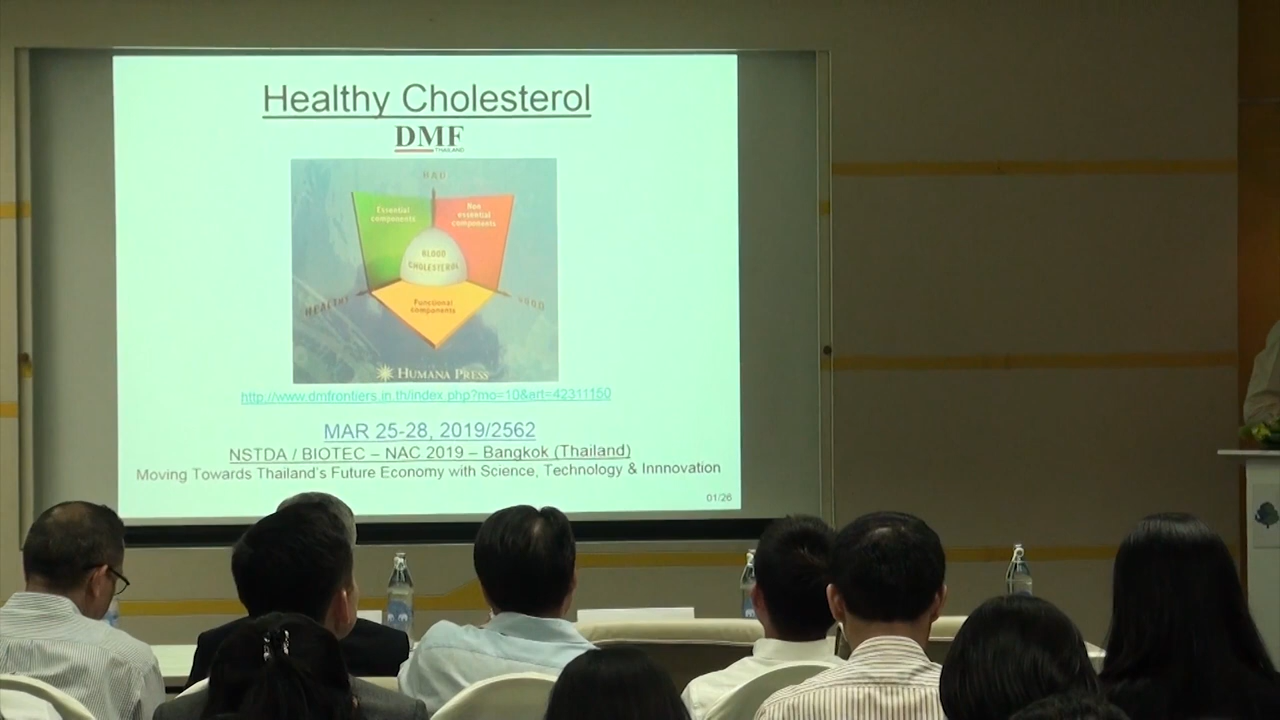 Healthy Cholesterol
DMF
THAILAND
R&D
Essential components
Non essential components
BLOOD CHOLESTEROL
HEALTHY
FOOD
Functional components
HUMANA PRESS
http://www.dmfrontiers.in.th/index.php?mo=10&art=42311150
MAR 25-28, 2019/2562
NSTDA / BIOTEC – NAC 2019 – Bangkok (Thailand)
Moving Towards Thailand's Future Economy with Science, Technology & Innnovation
01/26